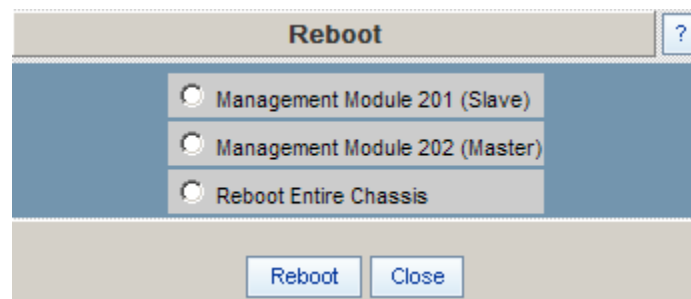 Reboot ?
Management Module 201 (Slave)
Management Module 202 (Master)
Reboot Entire Chassis
Reboot Close